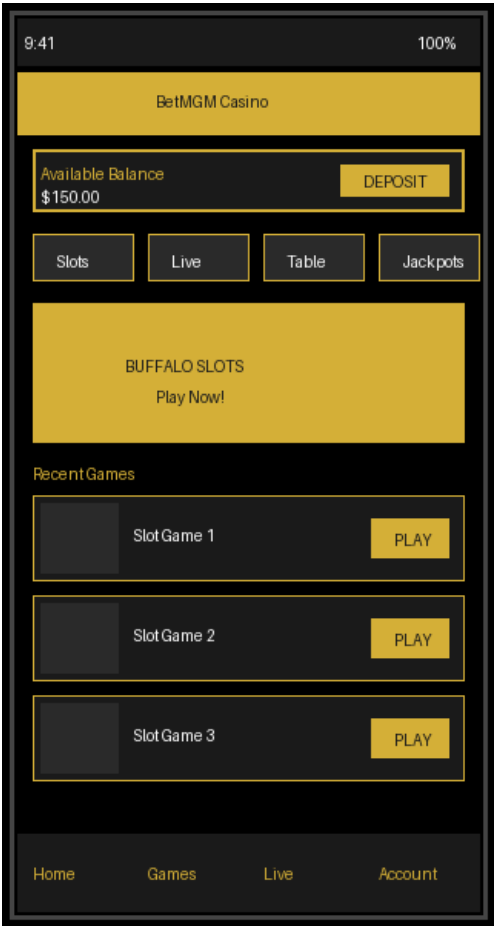 9:41 100%
BetMGM Casino
Available Balance
$150.00
DEPOSIT
Slots Live Table Jackpots
BUFFALO SLOTS
Play Now!
Recent Games
Slot Game 1 PLAY
Slot Game 2 PLAY
Slot Game 3 PLAY
Home Games Live Account